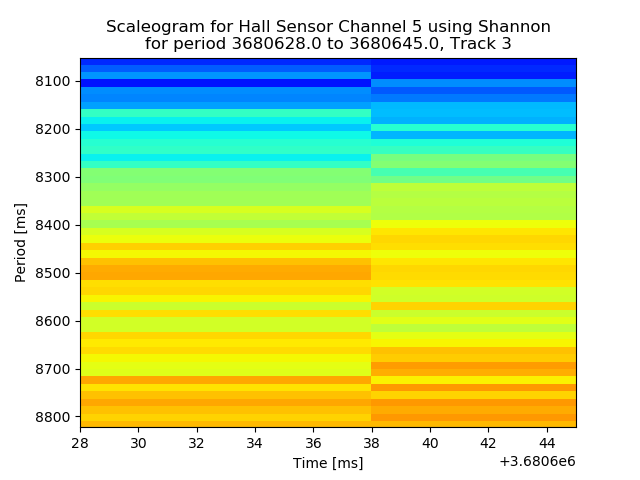 Scaleogram for Hall Sensor Channel 5 using Shannon
for period 3680628.0 to 3680645.0, Track 3
Period [ms]
8100
8200
8300
8400
8500
8600
8700
8800
28 30 32 34 36 38 40 42 44
Time [ms]
+3.6806e6